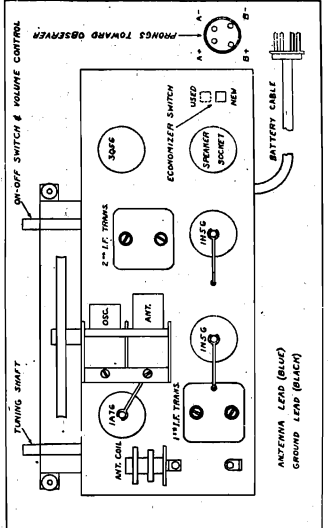 TUNING SHAFT
ON-OFF SWITCH & VOLUME CONTROL
PRONGS TOWARD OBSERVER
A+ A-
B+ B-
3Q5G
2ND I.F. TRANS.
USED
ECONOMIZER SWITCH
NEW
OSC.
ANT.
1A7G
SPEAKER
SOCKET
ANT. COIL
1N5G
1N5G
1ST I.F. TRANS.
BATTERY CABLE
ANTENNA LEAD (BLUE)
GROUND LEAD (BLACK)